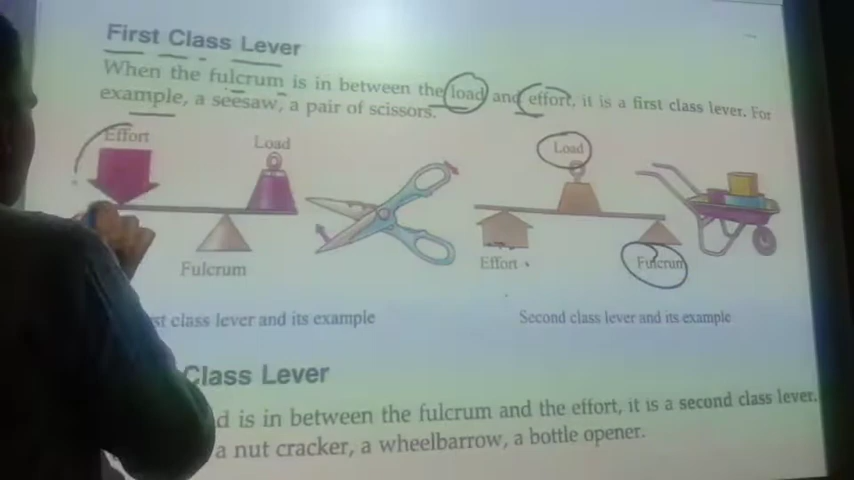 First Class Lever
When the fulcrum is in between the load and effort, it is a first class lever. For
example, a seesaw, a pair of scissors.
Effort
Load
Load
Fulcrum
Effort
Fulcrum
st class lever and its example
Second class lever and its example
Class Lever
d is in between the fulcrum and the effort, it is a second class lever.
a nut cracker, a wheelbarrow, a bottle opener.